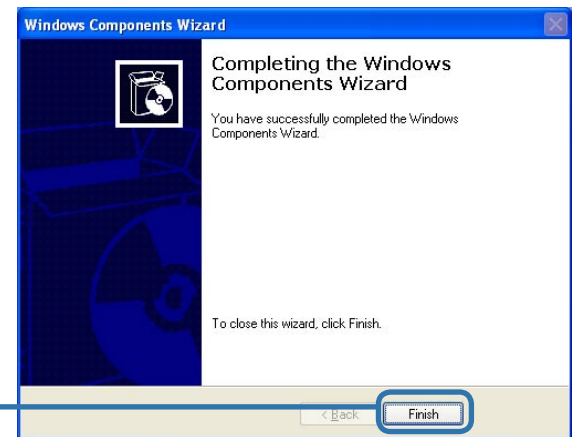 Windows Components Wizard
Completing the Windows
Components Wizard
You have successfully completed the Windows
Components Wizard.
To close this wizard, click Finish.
< Back
Finish